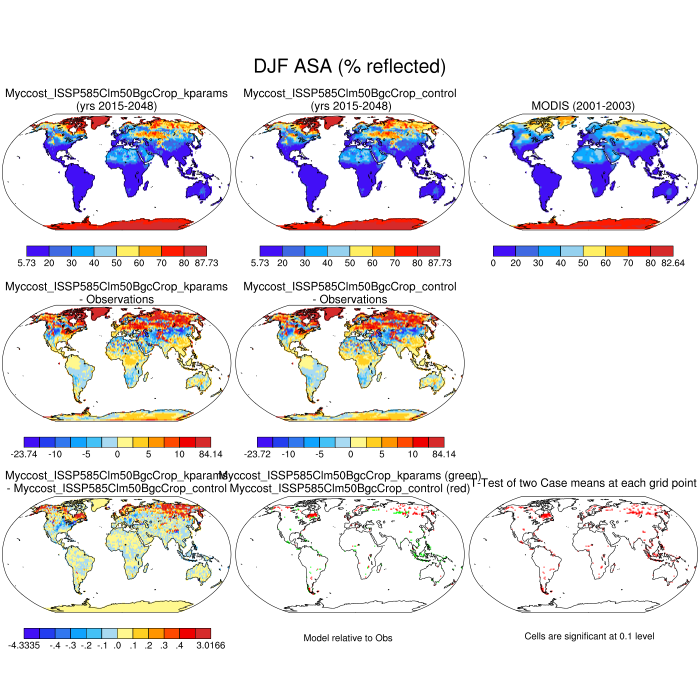 DJF ASA (% reflected)
Myccost_ISSP585Clm50BgcCrop_kparams
(yrs 2015-2048)
Myccost_ISSP585Clm50BgcCrop_control
(yrs 2015-2048)
MODIS (2001-2003)
5.73 20 30 40 50 60 70 80 87.73
5.73 20 30 40 50 60 70 80 87.73
0 20 30 40 50 60 70 80 82.64
Myccost_ISSP585Clm50BgcCrop_kparams
- Observations
Myccost_ISSP585Clm50BgcCrop_control
- Observations
-23.74 -10 -5 0 5 10 84.14
-23.72 -10 -5 0 5 10 84.14
Myccost_ISSP585Clm50BgcCrop_kparams
- Myccost_ISSP585Clm50BgcCrop_control
Myccost_ISSP585Clm50BgcCrop_kparams (green)
Myccost_ISSP585Clm50BgcCrop_control (red)
T-Test of two Case means at each grid point
-4.3335 -.4 -.3 -.2 -.1 .0 .1 .2 .3 .4 3.0166
Model relative to Obs
Cells are significant at 0.1 level